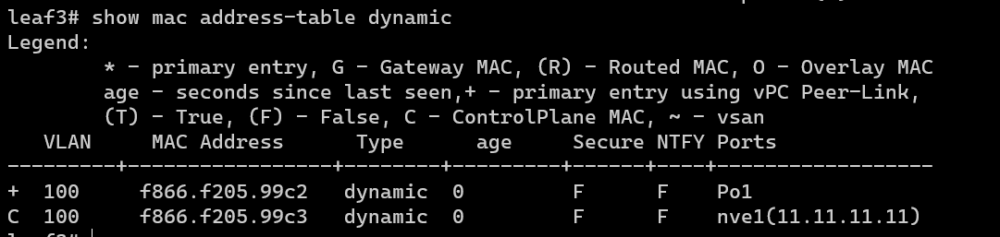 leaf3# show mac address-table dynamic
Legend:
        * - primary entry, G - Gateway MAC, (R) - Routed MAC, O - Overlay MAC
        age - seconds since last seen,+ - primary entry using vPC Peer-Link,
        (T) - True, (F) - False, C - ControlPlane MAC, ~ - vsan
   VLAN     MAC Address      Type      age     Secure NTFY Ports
---------+-----------------+--------+---------+------+----+------------------
+  100     f866.f205.99c2   dynamic  0         F      F    Po1
C  100     f866.f205.99c3   dynamic  0         F      F    nve1(11.11.11.11)